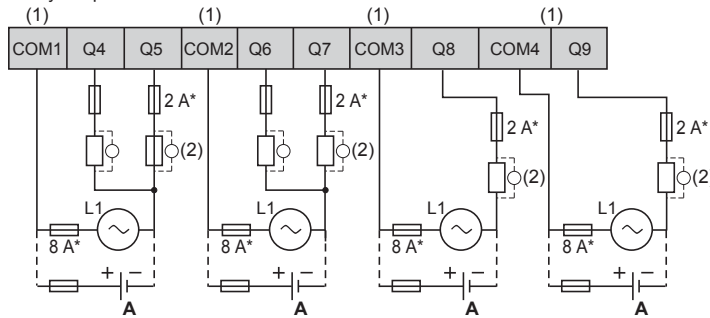 (1) (1) (1) (1)
COM1 Q4 Q5 COM2 Q6 Q7 COM3 Q8 COM4 Q9
2 A* 2 A*
2 A* 2 A*
(2) (2)
(2) (2
L1 L1 L1 L1
8 A* 8 A* 8 A* 8 A*
+ − + − + − + −
A A A A